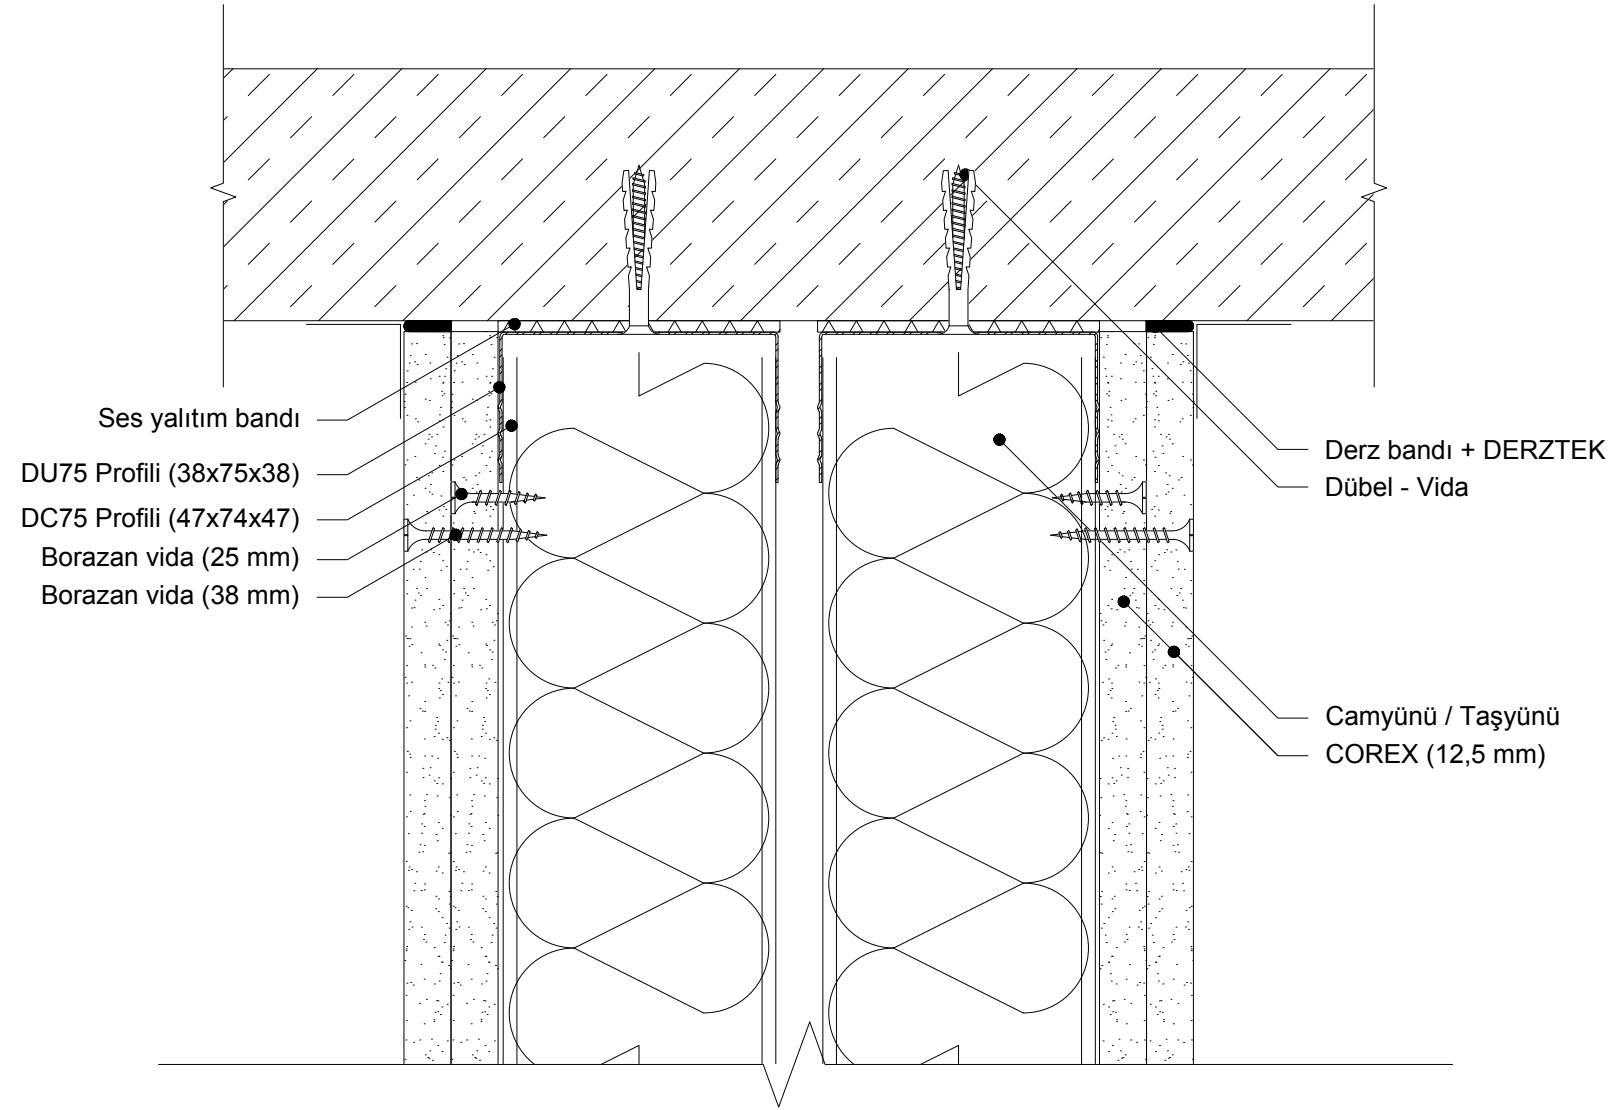 Ses yalıtım bandı
DU75 Profili (38x75x38)
DC75 Profili (47x74x47)
Borazan vida (25 mm)
Borazan vida (38 mm)
Derz bandı + DERZTEK
Dübel - Vida
Camyünü / Taşyünü
COREX (12,5 mm)